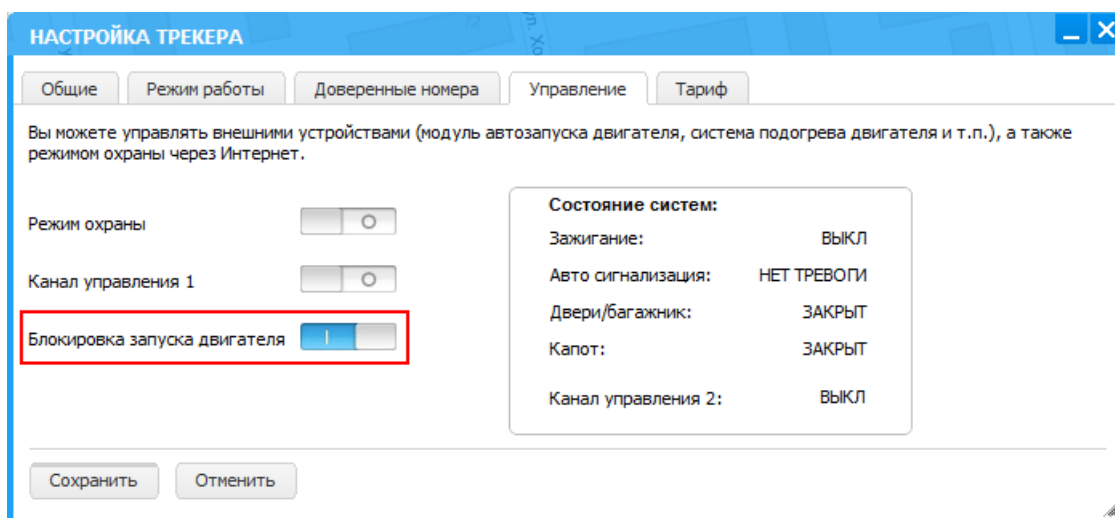 НАСТРОЙКА ТРЕКЕРА
72
Общие
Режим работы
Доверенные номера
Управление
Тариф
Вы можете управлять внешними устройствами (модуль автозапуска двигателя, система подогрева двигателя и т.п.), а также
режимом охраны через Интернет.
Режим охраны
Канал управления 1
Блокировка запуска двигателя
Состояние систем:
Зажигание: ВЫКЛ
Авто сигнализация: НЕТ ТРЕВОГИ
Двери/багажник: ЗАКРЫТ
Капот: ЗАКРЫТ
Канал управления 2: ВЫКЛ
Сохранить
Отменить